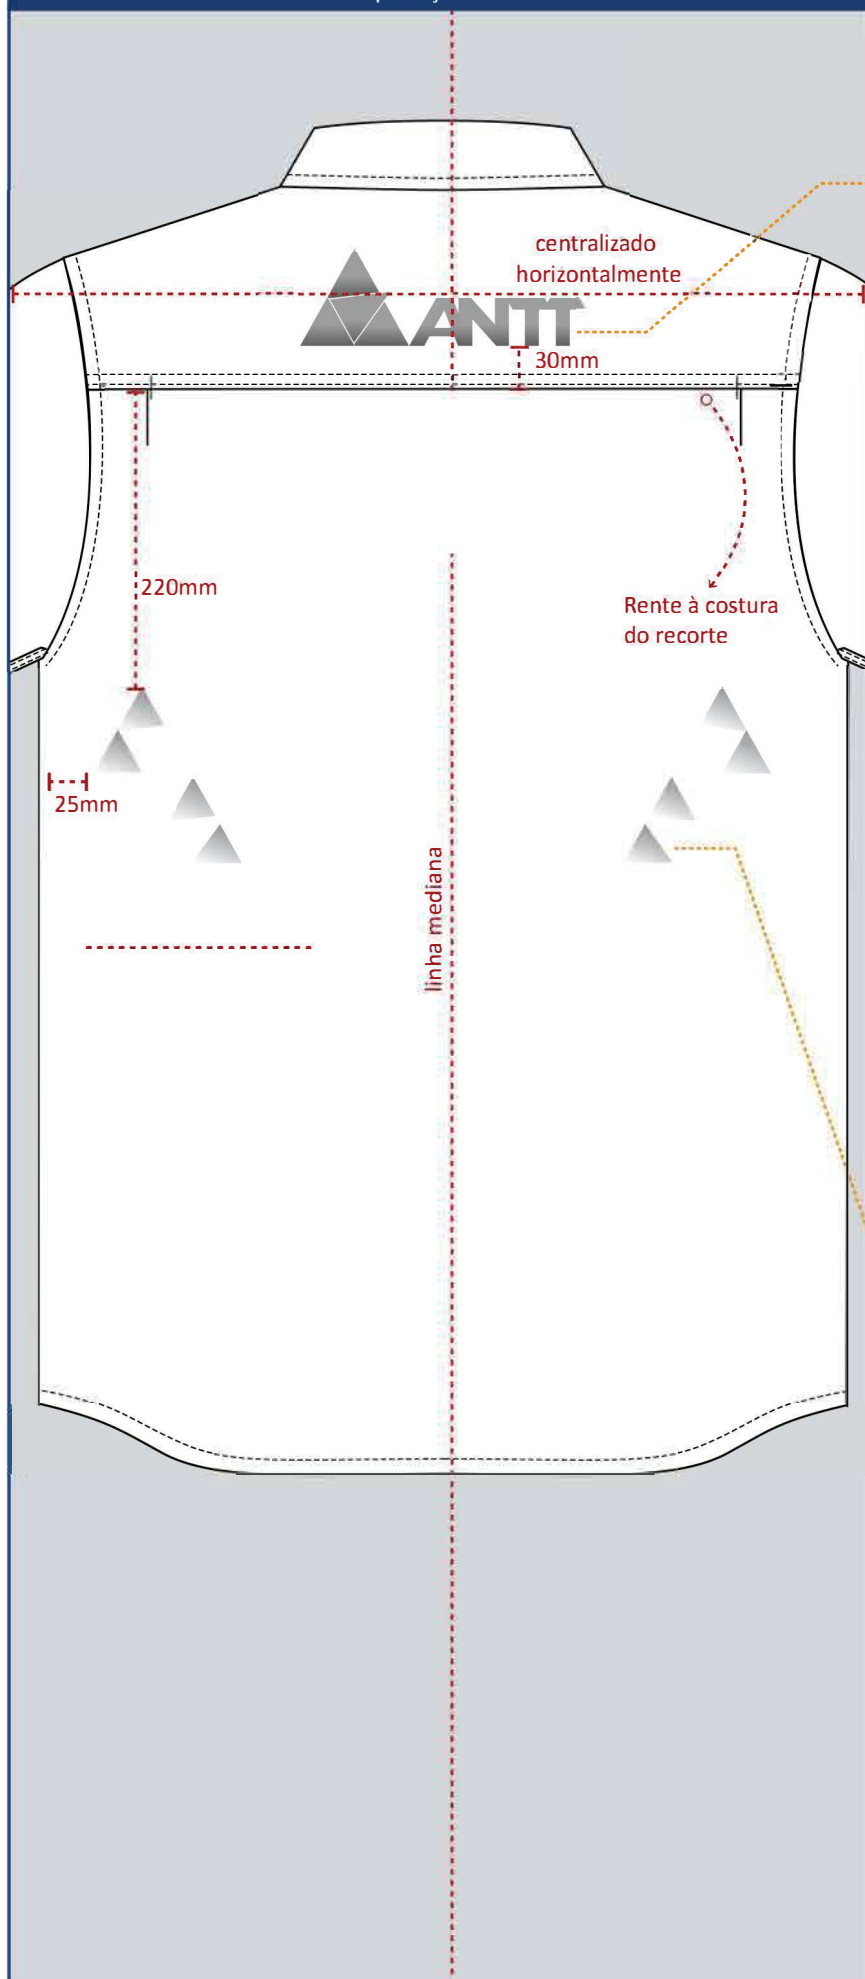 centralizado
horizontalmente
ANTT
30mm
220mm
Rente à costura
do recorte
25mm
linha mediana